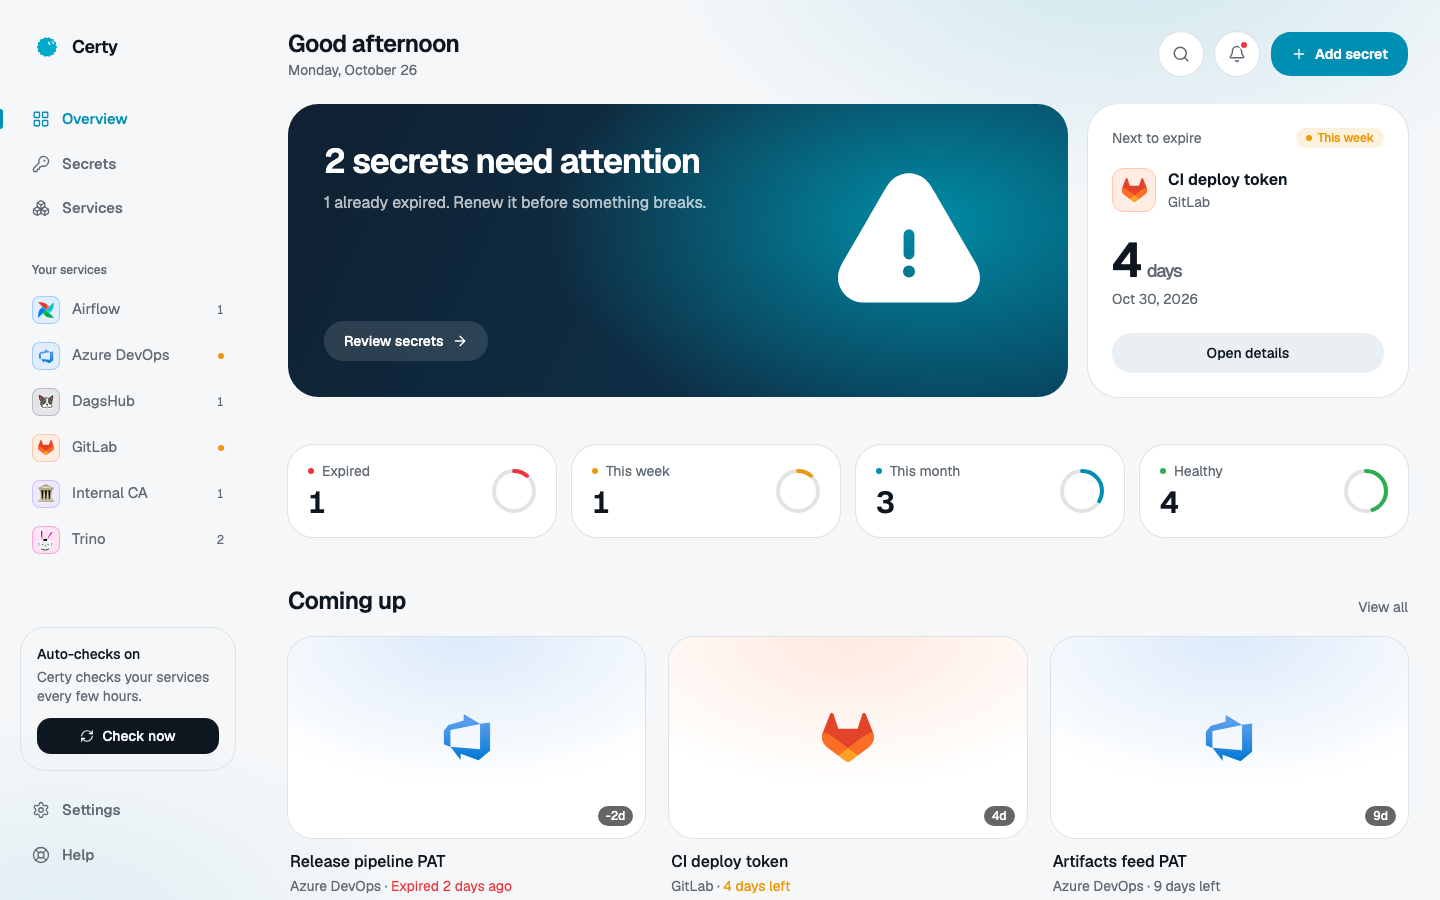 Certy
Overview
Secrets
Services
Your services
Airflow 1
Azure DevOps
DagsHub 1
GitLab
Internal CA 1
Trino 2
Auto-checks on
Certy checks your services
every few hours.
Check now
Settings
Help
Good afternoon
Monday, October 26
Add secret
2 secrets need attention
1 already expired. Renew it before something breaks.
Review secrets
Next to expire
This week
CI deploy token
GitLab
4 days
Oct 30, 2026
Open details
Expired
1
This week
1
This month
3
Healthy
4
Coming up
View all
-2d
Release pipeline PAT
Azure DevOps · Expired 2 days ago
4d
CI deploy token
GitLab · 4 days left
9d
Artifacts feed PAT
Azure DevOps · 9 days left